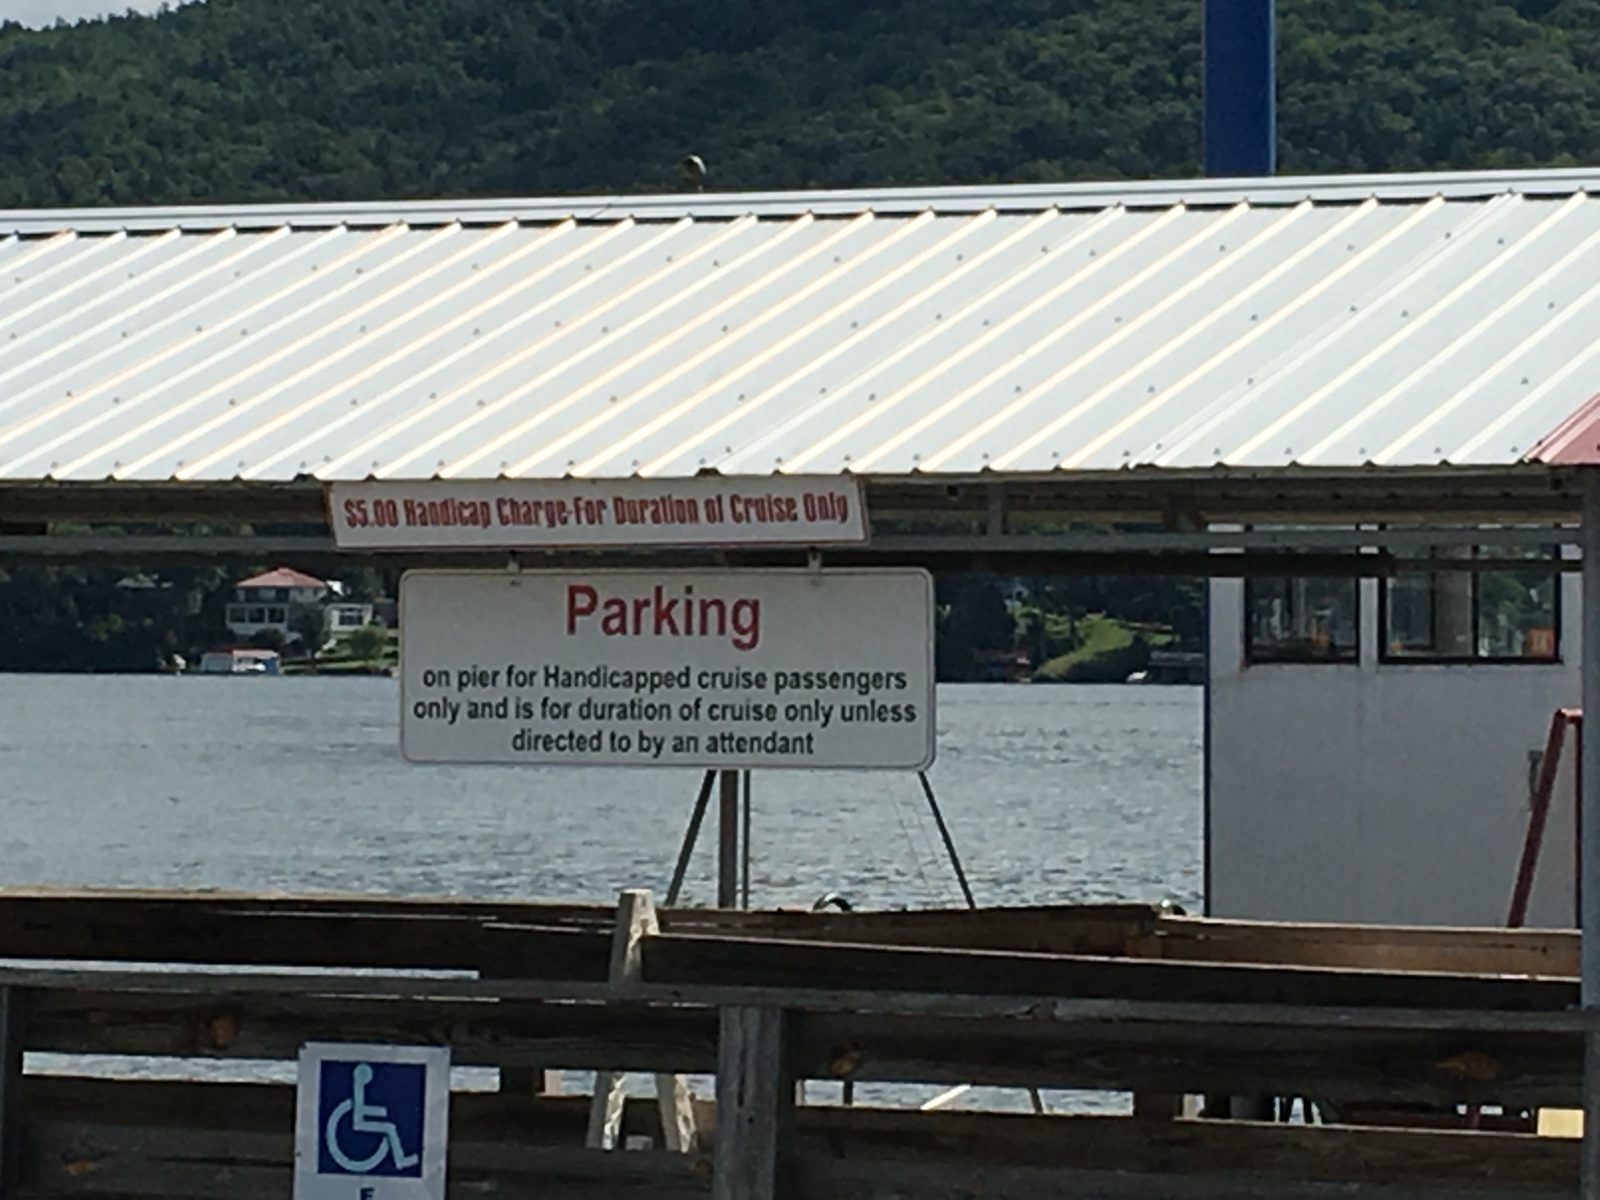 $5.00 Handicap Charge-For Duration of Cruise Only
Parking
on pier for Handicapped cruise passengers
only and is for duration of cruise only unless
directed to by an attendant